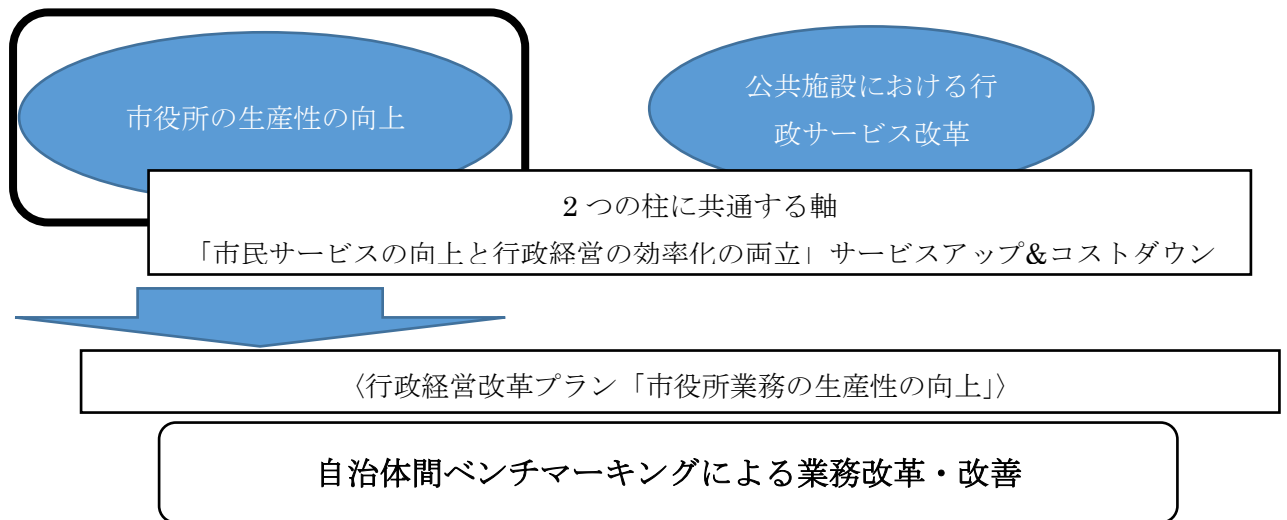 市役所の生産性の向上
公共施設における行
政サービス改革
2つの柱に共通する軸
「市民サービスの向上と行政経営の効率化の両立」サービスアップ&コストダウン
〈行政経営改革プラン「市役所業務の生産性の向上」〉
自治体間ベンチマーキングによる業務改革・改善